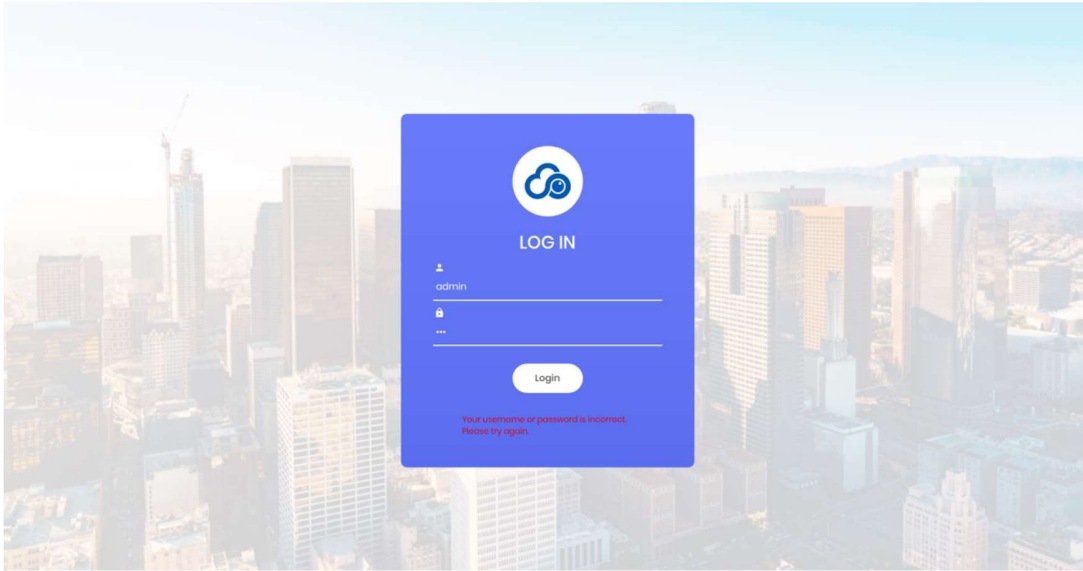 LOG IN
admin
•••
Login
Your username or password is incorrect.
Please try again.